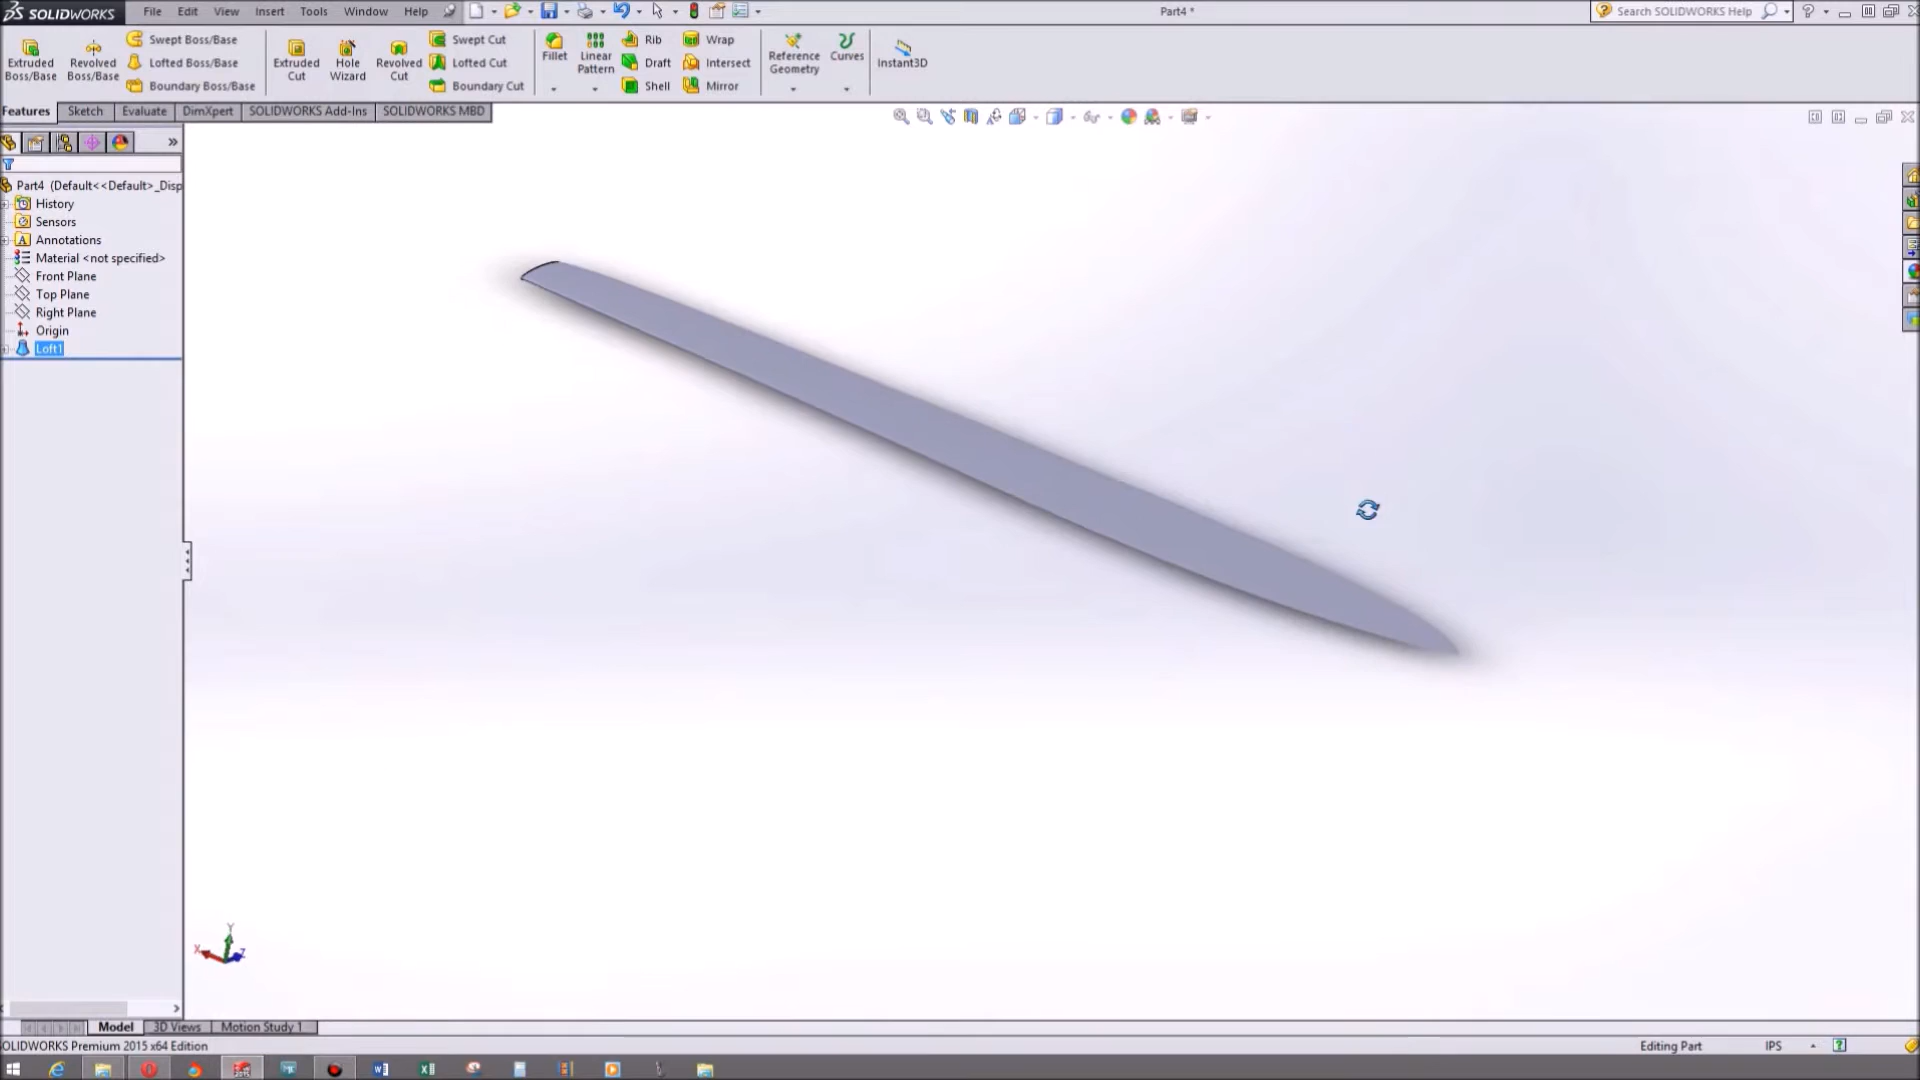 SOLIDWORKS File Edit View Insert Tools Window Help Part4 * Search SOLIDWORKS Help
Extruded Boss/Base
Revolved Boss/Base
Swept Boss/Base
Lofted Boss/Base
Boundary Boss/Base
Extruded Cut
Hole Wizard
Revolved Cut
Swept Cut
Lofted Cut
Boundary Cut
Fillet
Linear Pattern
Rib
Draft
Shell
Wrap
Intersect
Mirror
Reference Geometry
Curves
Instant3D
Features Sketch Evaluate DimXpert SOLIDWORKS Add-Ins SOLIDWORKS MBD
Part4 (Default<<Default>_Disp
History
Sensors
Annotations
Material <not specified>
Front Plane
Top Plane
Right Plane
Origin
Loft1
Y
X
Z
Model 3D Views Motion Study 1
OLIDWORKS Premium 2015 x64 Edition Editing Part IPS